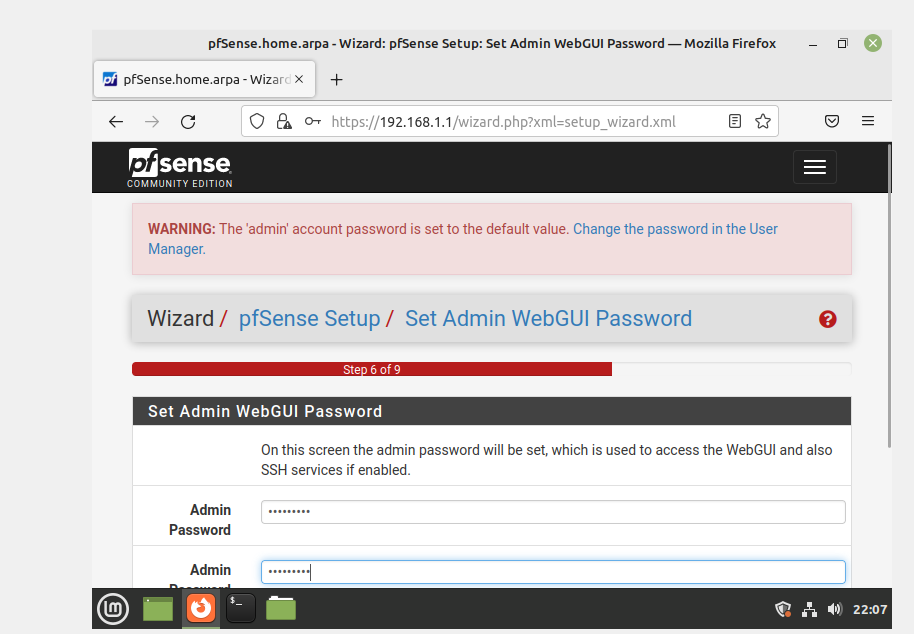 pfSense.home.arpa - Wizard: pfSense Setup: Set Admin WebGUI Password — Mozilla Firefox
pfSense.home.arpa - Wizard
https://192.168.1.1/wizard.php?xml=setup_wizard.xml
pfsense
COMMUNITY EDITION
WARNING: The 'admin' account password is set to the default value. Change the password in the User
Manager.
Wizard / pfSense Setup / Set Admin WebGUI Password
Step 6 of 9
Set Admin WebGUI Password
On this screen the admin password will be set, which is used to access the WebGUI and also
SSH services if enabled.
Admin
Password
•••••••••
Admin
Password
•••••••••
22:07